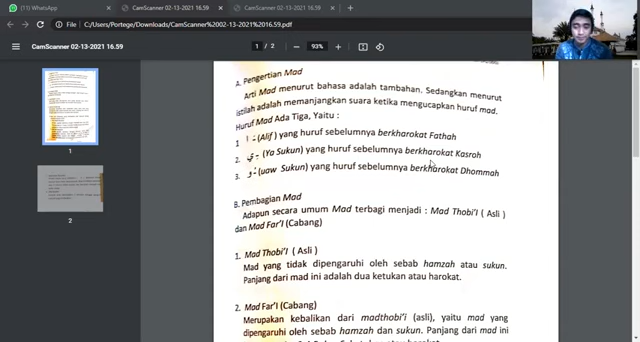 WhatsApp
CamScanner 02-13-2021 16.59
CamScanner 02-13-2021 16.59.pdf
File
C:/Users/Portege/Downloads/CamScanner%2002-13-2021%2016.59.pdf
CamScanner 02-13-2021 16.59
1 / 2
93%
1
2
A. Pengertian Mad
Arti Mad menurut bahasa adalah tambahan. Sedangkan menurut
istilah adalah memanjangkan suara ketika mengucapkan huruf mad.
Huruf Mad Ada Tiga, Yaitu :
1 ـَ ا (Alif) yang huruf sebelumnya berkharokat Fathah
2. ـِ ي (Ya Sukun) yang huruf sebelumnya berkharokat Kasroh
3. ـُ و (uaw Sukun) yang huruf sebelumnya berkharokat Dhommah
B. Pembagian Mad
Adapun secara umum Mad terbagi menjadi : Mad Thobi'I ( Asli )
dan Mad Far'I (Cabang)
1. Mad Thobi'I ( Asli )
Mad yang tidak dipengaruhi oleh sebab hamzah atau sukun.
Panjang dari mad ini adalah dua ketukan atau harokat.
2. Mad Far'I (Cabang)
Merupakan kebalikan dari madthobi'i (asli), yaitu mad yang
dipengaruhi oleh sebab hamzah dan sukun. Panjang dari mad ini